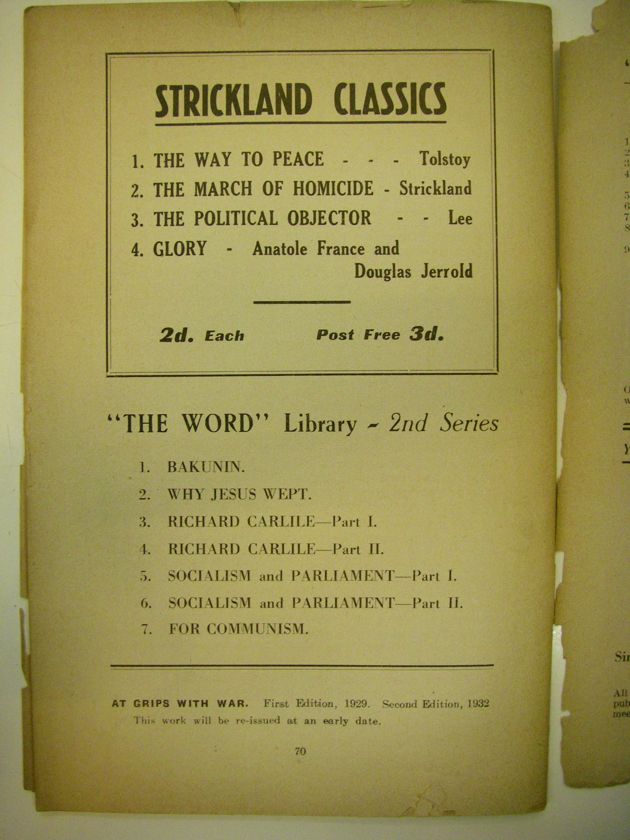 STRICKLAND CLASSICS
1. THE WAY TO PEACE - - - Tolstoy
2. THE MARCH OF HOMICIDE - Strickland
3. THE POLITICAL OBJECTOR - - Lee
4. GLORY - Anatole France and
Douglas Jerrold
2d. Each Post Free 3d.
"THE WORD" Library - 2nd Series
1. BAKUNIN.
2. WHY JESUS WEPT.
3. RICHARD CARLILE—Part I.
4. RICHARD CARLILE—Part II.
5. SOCIALISM and PARLIAMENT—Part I.
6. SOCIALISM and PARLIAMENT—Part II.
7. FOR COMMUNISM.
AT GRIPS WITH WAR. First Edition, 1929. Second Edition, 1932
This work will be re-issued at an early date.
70
All